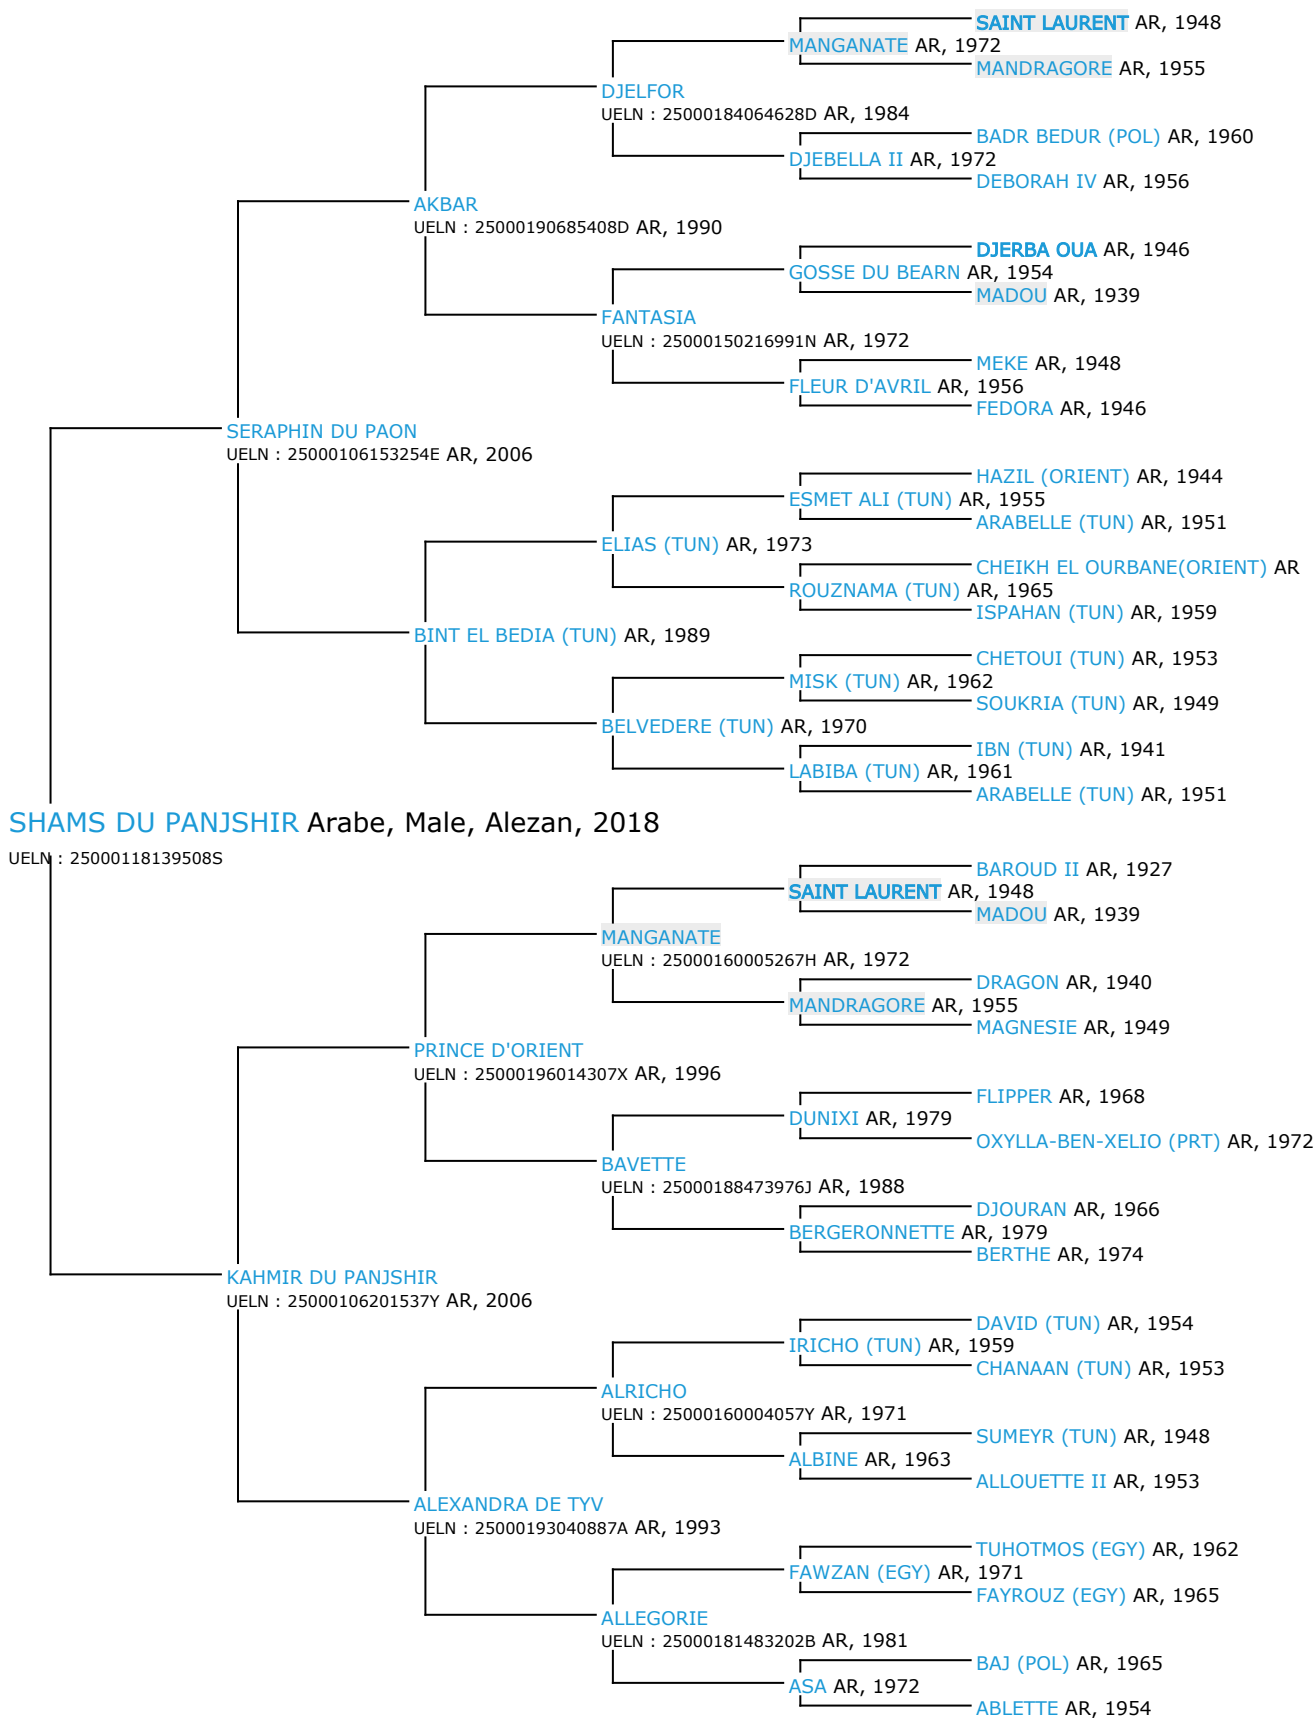 SAINT LAURENT AR, 1948
MANGANATE AR, 1972
MANDRAGORE AR, 1955
DJELFOR
UELN : 25000184064628D AR, 1984
BADR BEDUR (POL) AR, 1960
DJEBELLA II AR, 1972
DEBORAH IV AR, 1956
AKBAR
UELN : 25000190685408D AR, 1990
DJERBA OUA AR, 1946
GOSSE DU BEARN AR, 1954
MADOU AR, 1939
FANTASIA
UELN : 25000150216991N AR, 1972
MEKE AR, 1948
FLEUR D'AVRIL AR, 1956
FEDORA AR, 1946
SERAPHIN DU PAON
UELN : 25000106153254E AR, 2006
HAZIL (ORIENT) AR, 1944
ESMET ALI (TUN) AR, 1955
ARABELLE (TUN) AR, 1951
ELIAS (TUN) AR, 1973
CHEIKH EL OURBANE(ORIENT) AR
ROUZNAMA (TUN) AR, 1965
ISPAHAN (TUN) AR, 1959
BINT EL BEDIA (TUN) AR, 1989
CHETOUI (TUN) AR, 1953
MISK (TUN) AR, 1962
SOUKRIA (TUN) AR, 1949
BELVEDERE (TUN) AR, 1970
IBN (TUN) AR, 1941
LABIBA (TUN) AR, 1961
ARABELLE (TUN) AR, 1951
SHAMS DU PANJSHIR Arabe, Male, Alezan, 2018
UELN : 25000118139508S
BAROUD II AR, 1927
SAINT LAURENT AR, 1948
MADOU AR, 1939
MANGANATE
UELN : 25000160005267H AR, 1972
DRAGON AR, 1940
MANDRAGORE AR, 1955
MAGNESIE AR, 1949
PRINCE D'ORIENT
UELN : 25000196014307X AR, 1996
FLIPPER AR, 1968
DUNIXI AR, 1979
OXYLLA-BEN-XELIO (PRT) AR, 1972
BAVETTE
UELN : 25000188473976J AR, 1988
DJOURAN AR, 1966
BERGERONNETTE AR, 1979
BERTHE AR, 1974
KAHMIR DU PANJSHIR
UELN : 25000106201537Y AR, 2006
DAVID (TUN) AR, 1954
IRICHO (TUN) AR, 1959
CHANAAN (TUN) AR, 1953
ALRICHO
UELN : 25000160004057Y AR, 1971
SUMEYR (TUN) AR, 1948
ALBINE AR, 1963
ALLOUETTE II AR, 1953
ALEXANDRA DE TYV
UELN : 25000193040887A AR, 1993
TUHOTMOS (EGY) AR, 1962
FAWZAN (EGY) AR, 1971
FAYROUZ (EGY) AR, 1965
ALLEGORIE
UELN : 25000181483202B AR, 1981
BAJ (POL) AR, 1965
ASA AR, 1972
ABLETTE AR, 1954